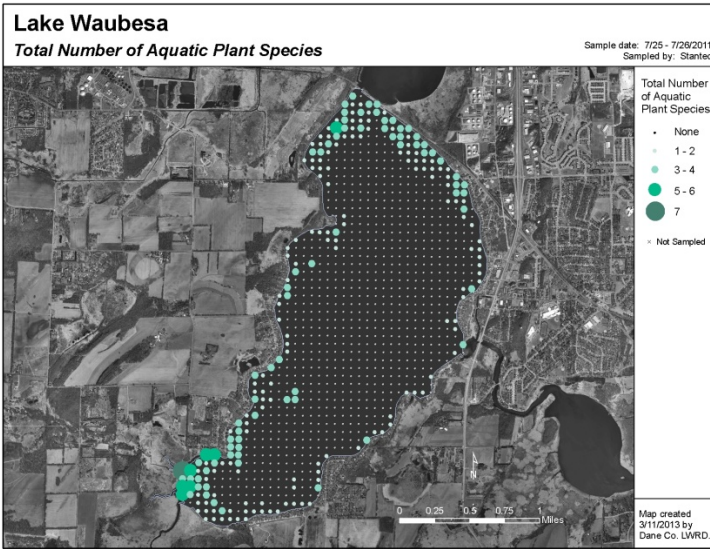 Lake Waubesa
Total Number of Aquatic Plant Species
Sample date: 7/25 - 7/26/2011
Sampled by: Stantec
Total Number
of Aquatic
Plant Species
None
1 - 2
3 - 4
5 - 6
7
Not Sampled
N
0 0.25 0.5 0.75 1
Miles
Map created
3/11/2013 by
Dane Co. LWRD.